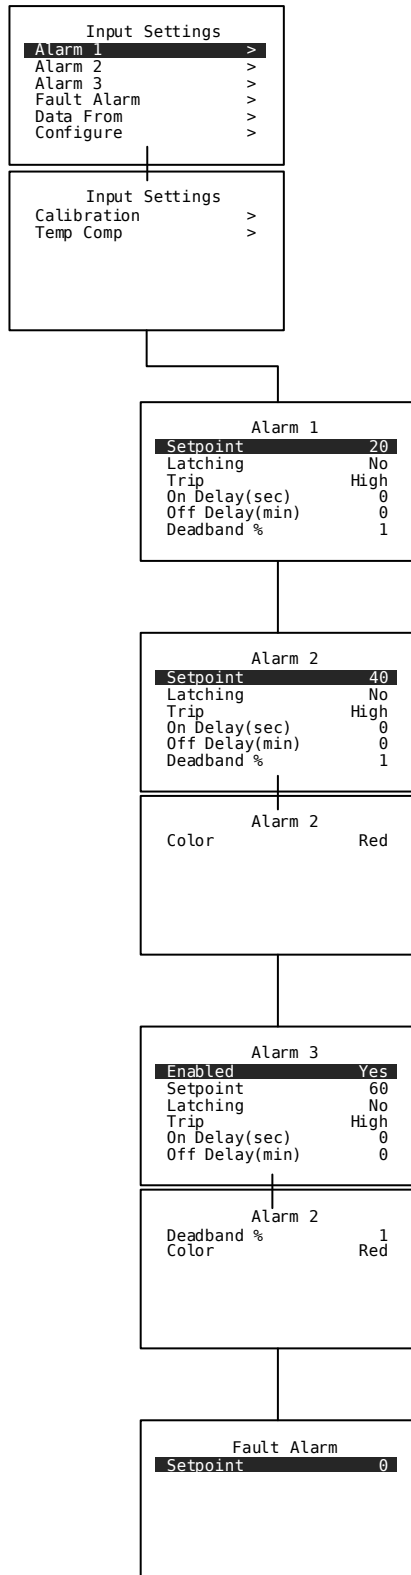 Input Settings
Alarm 1 >
Alarm 2 >
Alarm 3 >
Fault Alarm >
Data From >
Configure >
Input Settings
Calibration >
Temp Comp >
Alarm 1
Setpoint 20
Latching No
Trip High
On Delay(sec) 0
Off Delay(min) 0
Deadband % 1
Alarm 2
Setpoint 40
Latching No
Trip High
On Delay(sec) 0
Off Delay(min) 0
Deadband % 1
Alarm 2
Color Red
Alarm 3
Enabled Yes
Setpoint 60
Latching No
Trip High
On Delay(sec) 0
Off Delay(min) 0
Alarm 2
Deadband % 1
Color Red
Fault Alarm
Setpoint 0